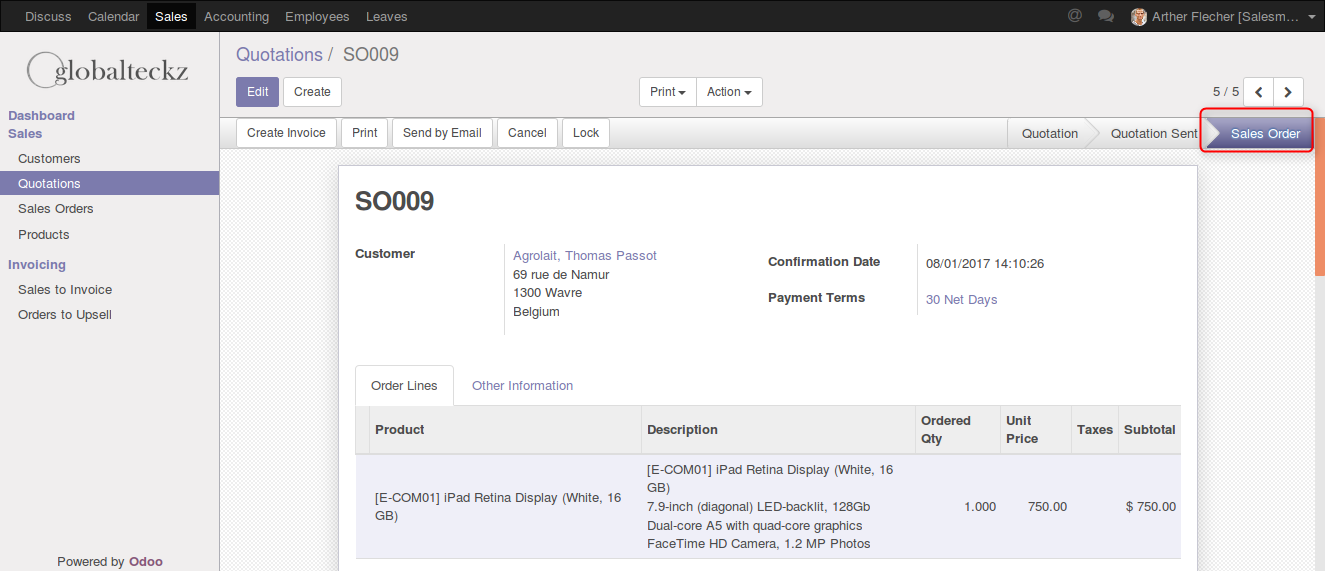 Discuss Calendar Sales Accounting Employees Leaves @ Arther Flecher [Salesm...
globalteckz
Dashboard
Sales
Customers
Quotations
Sales Orders
Products
Invoicing
Sales to Invoice
Orders to Upsell
Powered by Odoo
Quotations / SO009
Edit Create Print Action 5 / 5
Create Invoice Print Send by Email Cancel Lock Quotation Quotation Sent Sales Order
SO009
Customer
Agrolait, Thomas Passot
69 rue de Namur
1300 Wavre
Belgium
Confirmation Date 08/01/2017 14:10:26
Payment Terms 30 Net Days
Order Lines Other Information
Product Description Ordered Qty Unit Price Taxes Subtotal
[E-COM01] iPad Retina Display (White, 16
GB)
[E-COM01] iPad Retina Display (White, 16
GB)
7.9-inch (diagonal) LED-backlit, 128Gb
Dual-core A5 with quad-core graphics
FaceTime HD Camera, 1.2 MP Photos
1.000 750.00 $ 750.00